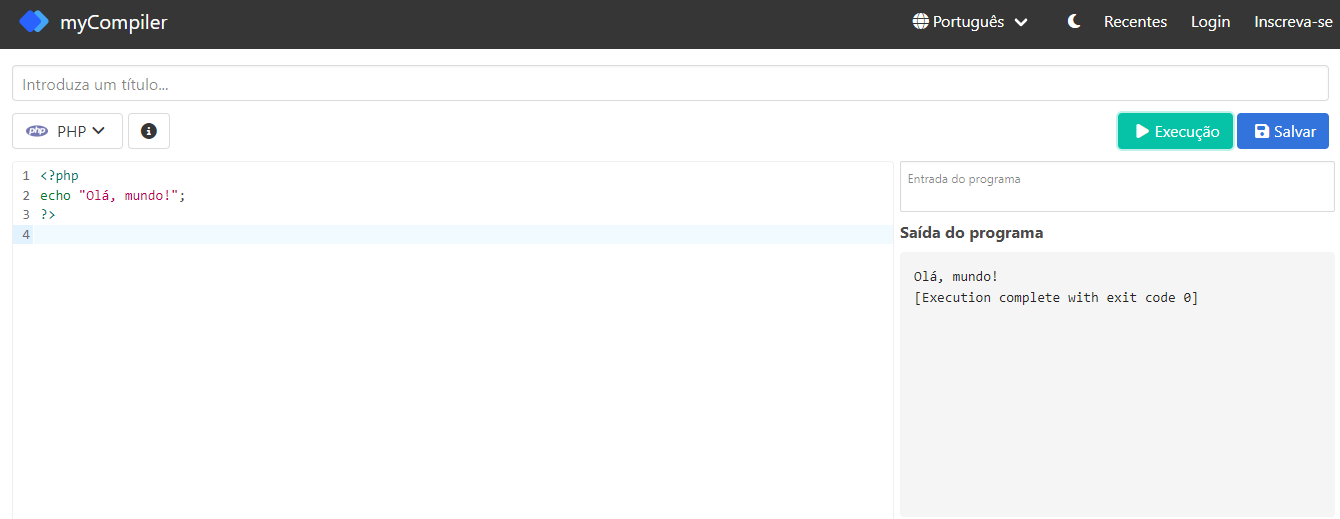 myCompiler
Português
Recentes
Login
Inscreva-se
Introduza um título...
php PHP
Execução
Salvar
1 <?php
2 echo "Olá, mundo!";
3 ?>
4
Entrada do programa
Saída do programa
Olá, mundo!
[Execution complete with exit code 0]